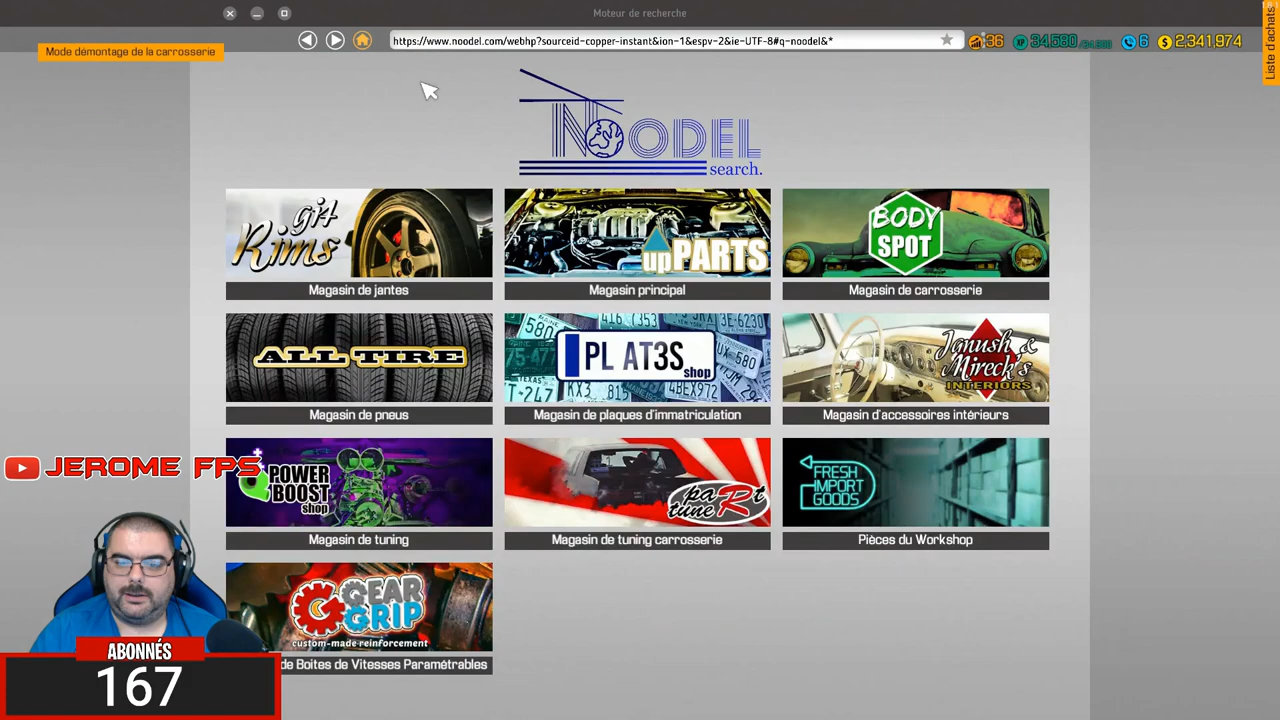 Moteur de recherche
Mode démontage de la carrosserie
https://www.noodel.com/webhp?sourceid-copper-instant&ion-1&espv-2&ie-UTF-8#q-noodel&*
36
34,580
6
2,341,974
Liste d'achats
NOODEL
search.
gj4
Rims
Magasin de jantes
upPARTS
Magasin principal
BODY
SPOT
Magasin de carrosserie
ALL TIRE
Magasin de pneus
PL AT3S
shop
Magasin de plaques d'immatriculation
Janush &
Mireck's
INTERIORS
Magasin d'accessoires intérieurs
POWER
BOOST
shop
Magasin de tuning
paRt
tuneR
Magasin de tuning carrosserie
FRESH
IMPORT
GOODS
Pièces du Workshop
GEAR
GRIP
custom-made reinforcement
de Boites de Vitesses Paramétrables
JEROME FPS
ABONNÉS
167